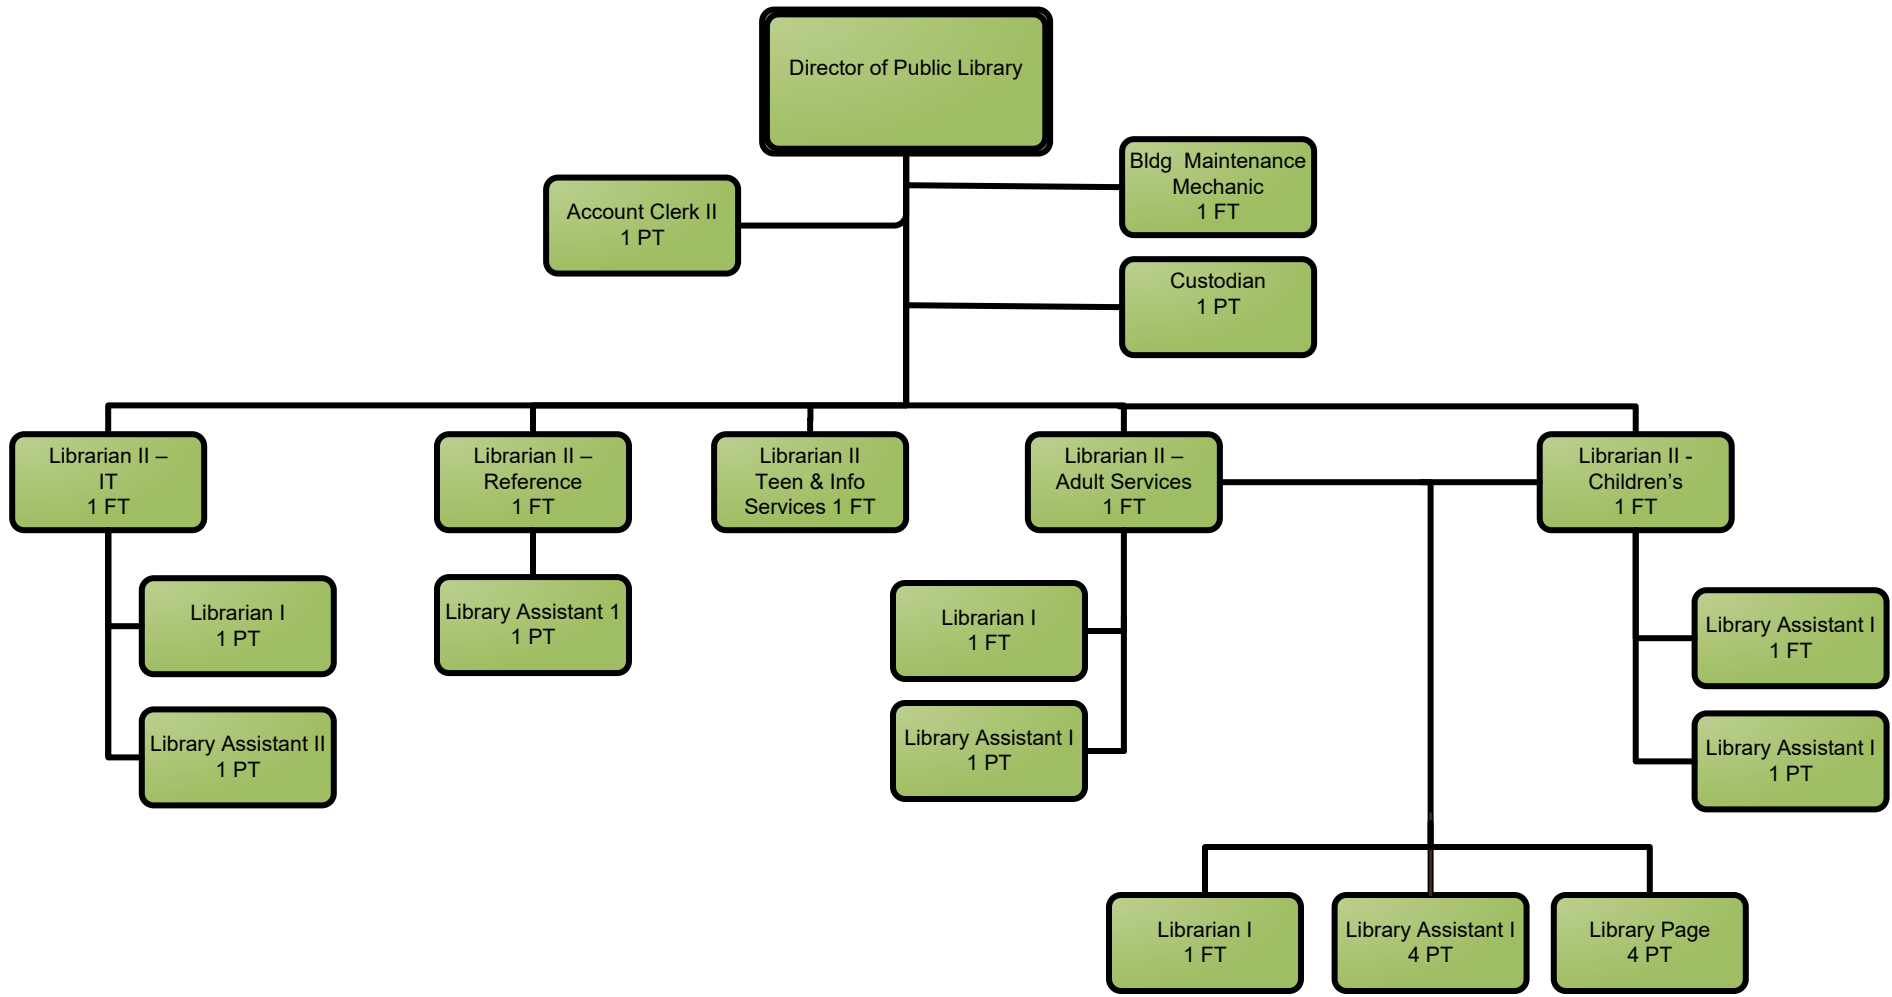 Director of Public Library
Bldg  Maintenance
Mechanic
1 FT
Account Clerk II
1 PT
Custodian
1 PT
Librarian II –
IT
1 FT
Librarian II –
Reference
1 FT
Librarian II
Teen & Info
Services 1 FT
Librarian II –
Adult Services
1 FT
Librarian II -
Children’s
1 FT
Librarian I
1 PT
Library Assistant 1
1 PT
Librarian I
1 FT
Library Assistant I
1 FT
Library Assistant II
1 PT
Library Assistant I
1 PT
Library Assistant I
1 PT
Librarian I
1 FT
Library Assistant I
4 PT
Library Page
4 PT